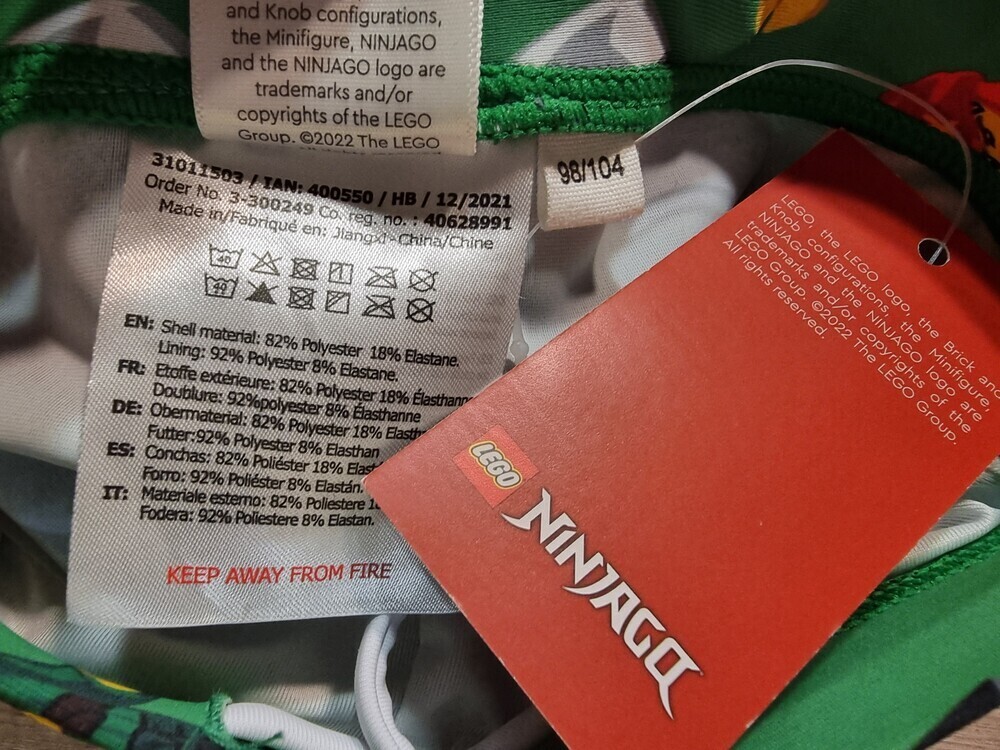 and Knob configurations,
the Minifigure, NINJAGO
and the NINJAGO logo are
trademarks and/or
copyrights of the LEGO
Group. ©2022 The LEGO
31011503 / IAN: 400550 / HB / 12/2021
Order No. 3-300249 Co. reg. no. : 40628991
Made in/Fabriqué en: Jiangxi-China/Chine
40
40
EN: Shell material: 82% Polyester 18% Elastane.
Lining: 92% Polyester 8% Elastane.
FR: Etoffe extérieure: 82% Polyester 18% Élasthann
Doublure: 92%polyester 8% Élasthanne
DE: Obermaterial: 82% Polyester 18% Elasth
Futter:92% Polyester 8% Elasthan
ES: Conchas: 82% Poliéster 18% Elas
Forro: 92% Poliéster 8% Elastán.
IT: Materiale esterno: 82% Poliestere 1
Fodera: 92% Poliestere 8% Elastan.
KEEP AWAY FROM FIRE
98/104
LEGO, the LEGO logo, the Brick and
Knob configurations, the Minifigure,
NINJAGO and the NINJAGO logo are
trademarks and/or copyrights of the
LEGO Group. ©2022 The LEGO Group.
All rights reserved.
LEGO
NINJAGO